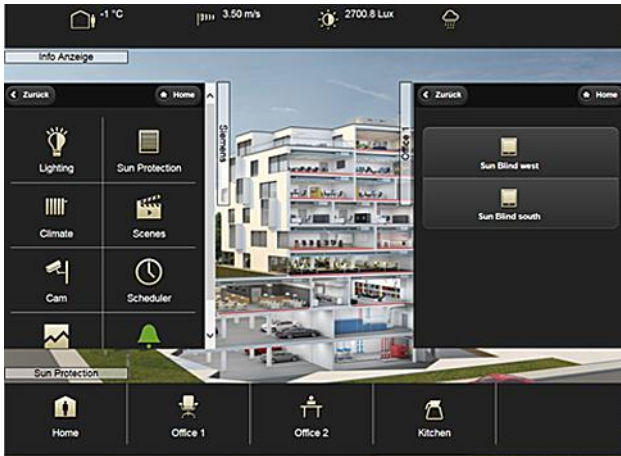 -1 °C
3.50 m/s
2700.8 Lux
Info Anzeige
Zurück
Home
Lighting
Sun Protection
Climate
Scenes
Cam
Scheduler
Siemens
Office 1
Zurück
Home
Sun Blind west
Sun Blind south
Sun Protection
Home
Office 1
Office 2
Kitchen